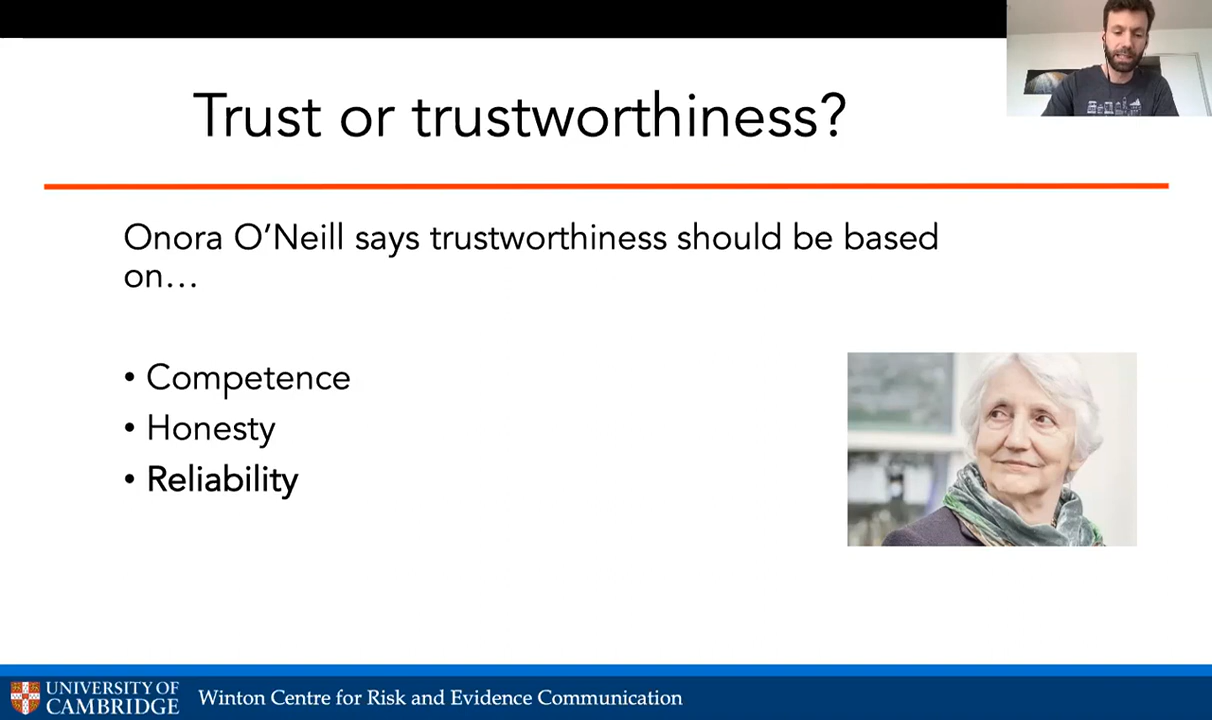 Trust or trustworthiness?
Onora O’Neill says trustworthiness should be based
on…
• Competence
• Honesty
• Reliability
UNIVERSITY OF
CAMBRIDGE
Winton Centre for Risk and Evidence Communication